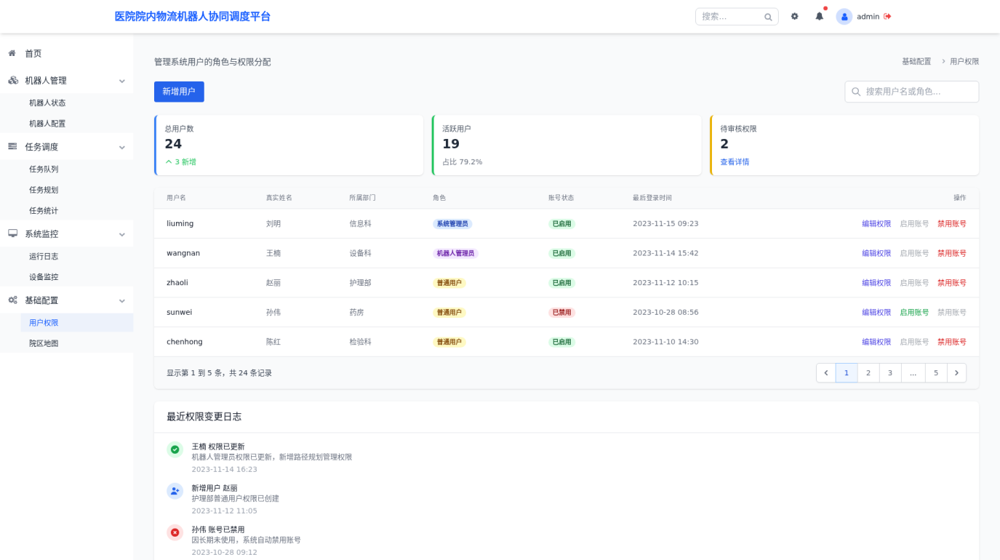 医院院内物流机器人协同调度平台
搜索...
admin
首页
机器人管理
机器人状态
机器人配置
任务调度
任务队列
任务规划
任务统计
系统监控
运行日志
设备监控
基础配置
用户权限
院区地图
管理系统用户的角色与权限分配
基础配置 用户权限
新增用户
搜索用户名或角色...
总用户数
24
3 新增
活跃用户
19
占比 79.2%
待审核权限
2
查看详情
用户名 真实姓名 所属部门 角色 账号状态 最后登录时间 操作
liuming 刘明 信息科 系统管理员 已启用 2023-11-15 09:23 编辑权限 启用账号 禁用账号
wangnan 王楠 设备科 机器人管理员 已启用 2023-11-14 15:42 编辑权限 启用账号 禁用账号
zhaoli 赵丽 护理部 普通用户 已启用 2023-11-12 10:15 编辑权限 启用账号 禁用账号
sunwei 孙伟 药房 普通用户 已禁用 2023-10-28 08:56 编辑权限 启用账号 禁用账号
chenhong 陈红 检验科 普通用户 已启用 2023-11-10 14:30 编辑权限 启用账号 禁用账号
显示第 1 到 5 条，共 24 条记录
1 2 3 ... 5
最近权限变更日志
王楠 权限已更新
机器人管理员权限已更新，新增路径规划管理权限
2023-11-14 16:23
新增用户 赵丽
护理部普通用户权限已创建
2023-11-12 11:05
孙伟 账号已禁用
因长期未使用，系统自动禁用账号
2023-10-28 09:12